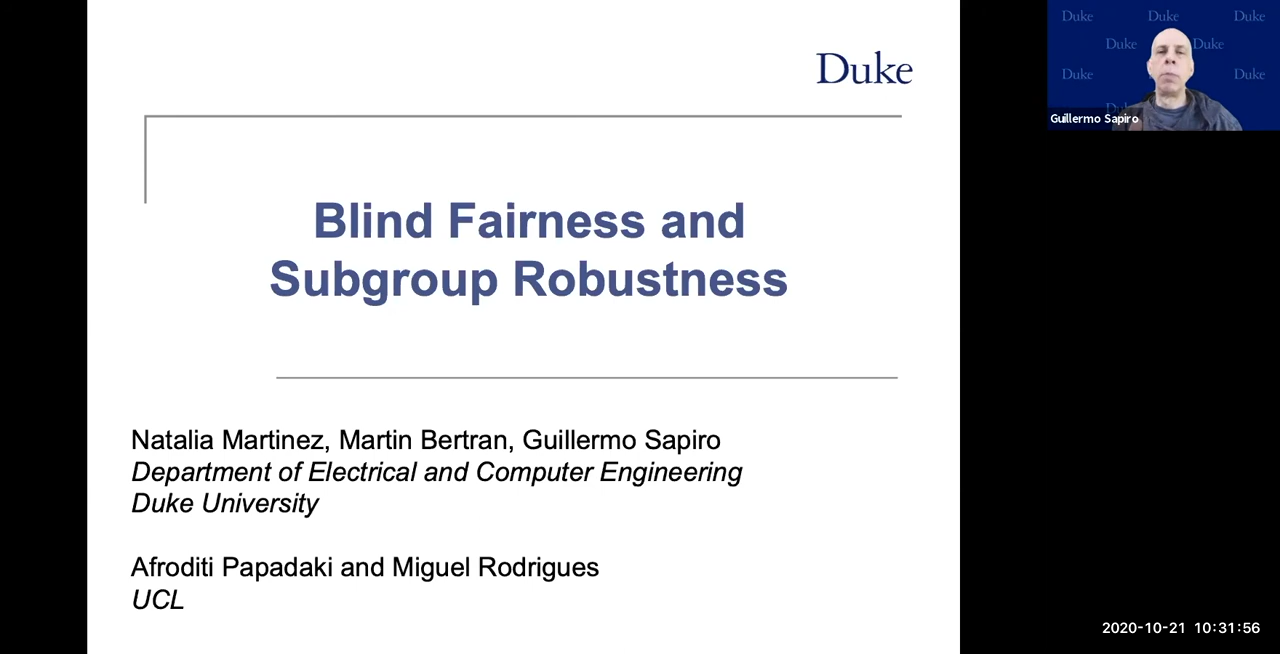 Duke
Blind Fairness and
Subgroup Robustness
Natalia Martinez, Martin Bertran, Guillermo Sapiro
Department of Electrical and Computer Engineering
Duke University
Afroditi Papadaki and Miguel Rodrigues
UCL
Duke Duke Duke
Duke Duke
Duke Duke
Guillermo Sapiro
2020-10-21 10:31:56